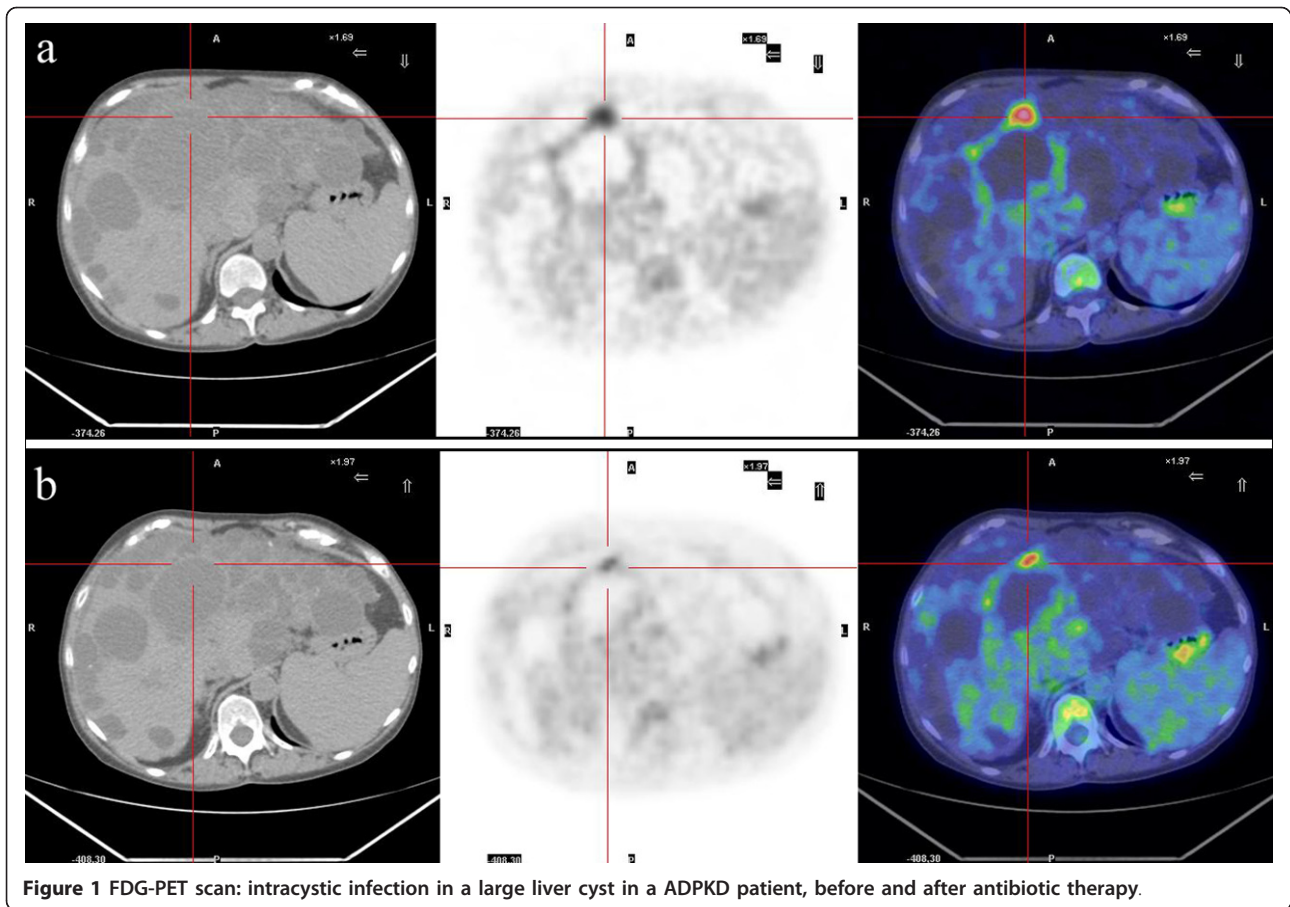 a
A
×1.69
⇐
⇓
R
L
-374.26
P
A
×1.69
⇐
⇓
R
L
-374.26
P
A
×1.69
⇐
⇓
R
L
-374.26
P
b
A
×1.97
⇐
⇑
R
L
-408.30
P
A
×1.97
⇐
⇑
R
L
-408.30
P
A
×1.97
⇐
⇑
R
L
-408.30
P
Figure 1 FDG-PET scan: intracystic infection in a large liver cyst in a ADPKD patient, before and after antibiotic therapy.